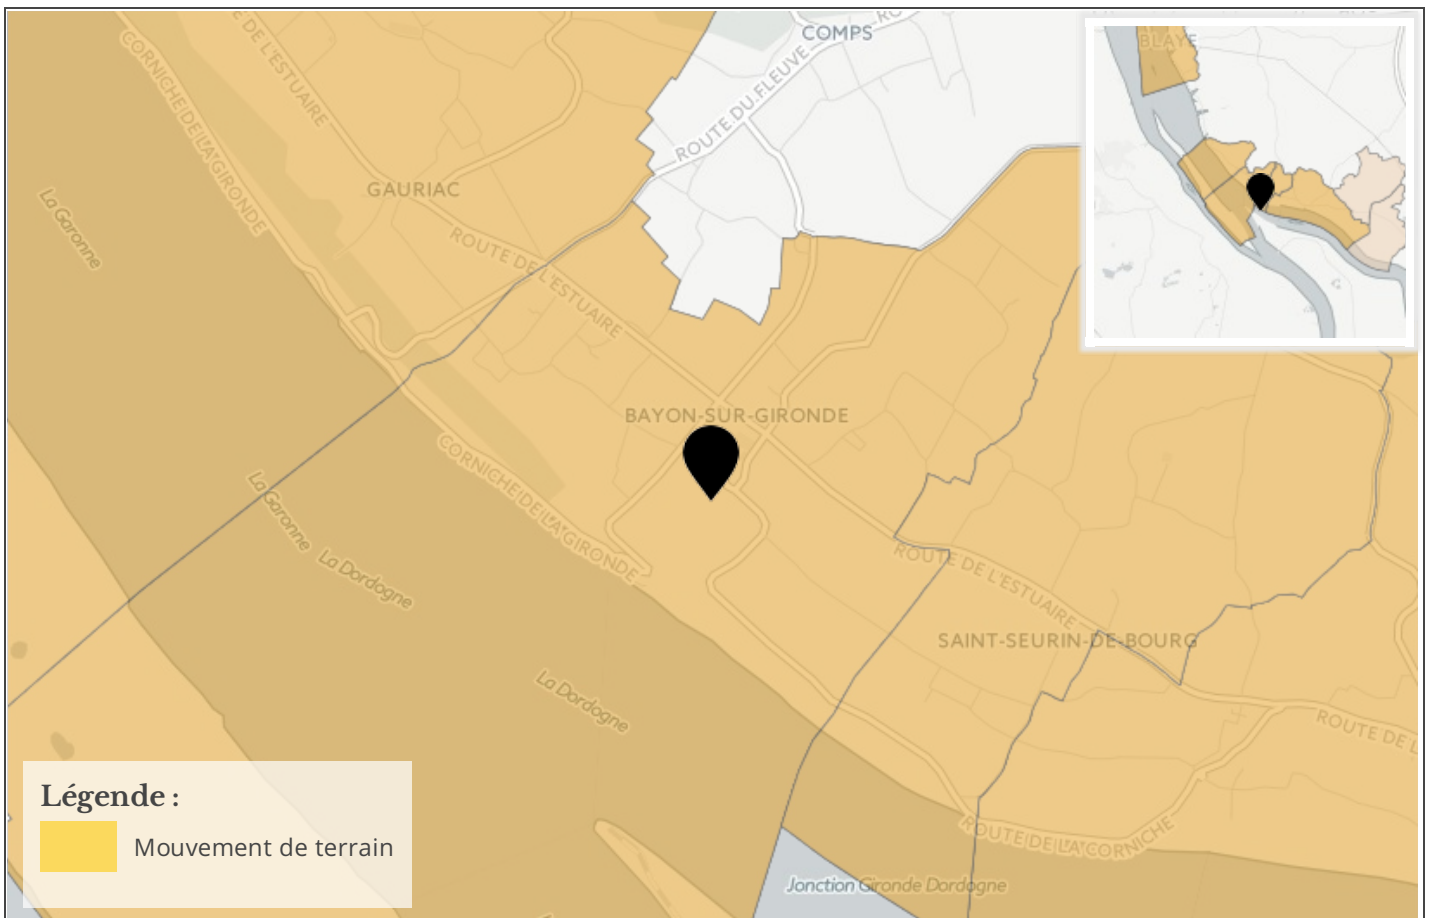 COMPS
RO
ROUTE DU FLEUVE
BLAYE
E DE L'ESTUAIRE
CORNICHE DE LA GIRONDE
GAURIAC
La Garonne
ROUTE DE L'ESTUAIRE
BAYON-SUR-GIRONDE
CORNICHE DE LA GIRONDE
La Garonne
La Dordogne
ROUTE DE L'ESTUAIRE
SAINT-SEURIN-DE-BOURG
La Dordogne
ROUTE DE L
ROUTE DE LA CORNICHE
Jonction Gironde Dordogne
Légende :
Mouvement de terrain